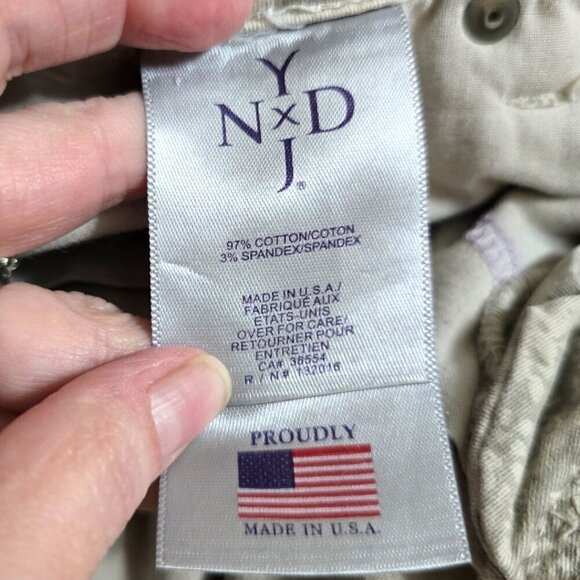 Y
N x D
J®
97% COTTON/COTON
3% SPANDEX/SPANDEX
MADE IN U.S.A./
FABRIQUÉ AUX
ETATS-UNIS
OVER FOR CARE/
RETOURNER POUR
ENTRETIEN
CA# 38554
R / N# 132016
PROUDLY
MADE IN U.S.A.